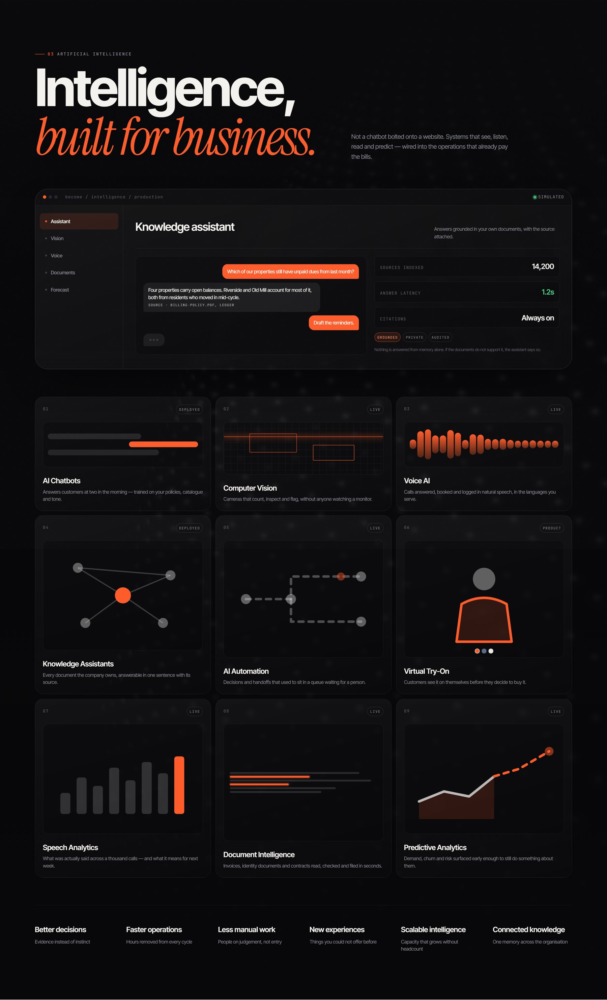 03 ARTIFICIAL INTELLIGENCE
Intelligence,
built for business.
Not a chatbot bolted onto a website. Systems that see, listen,
read and predict — wired into the operations that already pay
the bills.
become / intelligence / production
SIMULATED
Assistant
Vision
Voice
Documents
Forecast
Knowledge assistant
Answers grounded in your own documents, with the source
attached.
Which of our properties still have unpaid dues from last month?
Four properties carry open balances. Riverside and Old Mill account for most of it,
both from residents who moved in mid-cycle.
SOURCE · BILLING-POLICY.PDF, LEDGER
Draft the reminders.
SOURCES INDEXED
14,200
ANSWER LATENCY
1.2s
CITATIONS
Always on
GROUNDED
PRIVATE
AUDITED
Nothing is answered from memory alone. If the documents do not support it, the assistant says so.
01
DEPLOYED
AI Chatbots
Answers customers at two in the morning — trained on your policies, catalogue
and tone.
02
LIVE
Computer Vision
Cameras that count, inspect and flag, without anyone watching a monitor.
03
LIVE
Voice AI
Calls answered, booked and logged in natural speech, in the languages you
serve.
04
DEPLOYED
Knowledge Assistants
Every document the company owns, answerable in one sentence with its
source.
05
LIVE
AI Automation
Decisions and handoffs that used to sit in a queue waiting for a person.
06
PRODUCT
Virtual Try-On
Customers see it on themselves before they decide to buy it.
07
LIVE
Speech Analytics
What was actually said across a thousand calls — and what it means for next
week.
08
LIVE
Document Intelligence
Invoices, identity documents and contracts read, checked and filed in seconds.
09
LIVE
Predictive Analytics
Demand, churn and risk surfaced early enough to still do something about
them.
Better decisions
Evidence instead of instinct
Faster operations
Hours removed from every cycle
Less manual work
People on judgement, not entry
New experiences
Things you could not offer before
Scalable intelligence
Capacity that grows without
headcount
Connected knowledge
One memory across the organisation